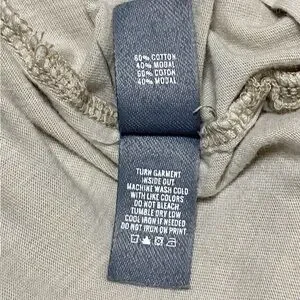 60% COTTON
40% MODAL
60% COTON
40% MODAL
TURN GARMENT
INSIDE OUT
MACHINE WASH COLD
WITH LIKE COLORS
DO NOT BLEACH
TUMBLE DRY LOW
COOL IRON IF NEEDED
DO NOT IRON ON PRINT